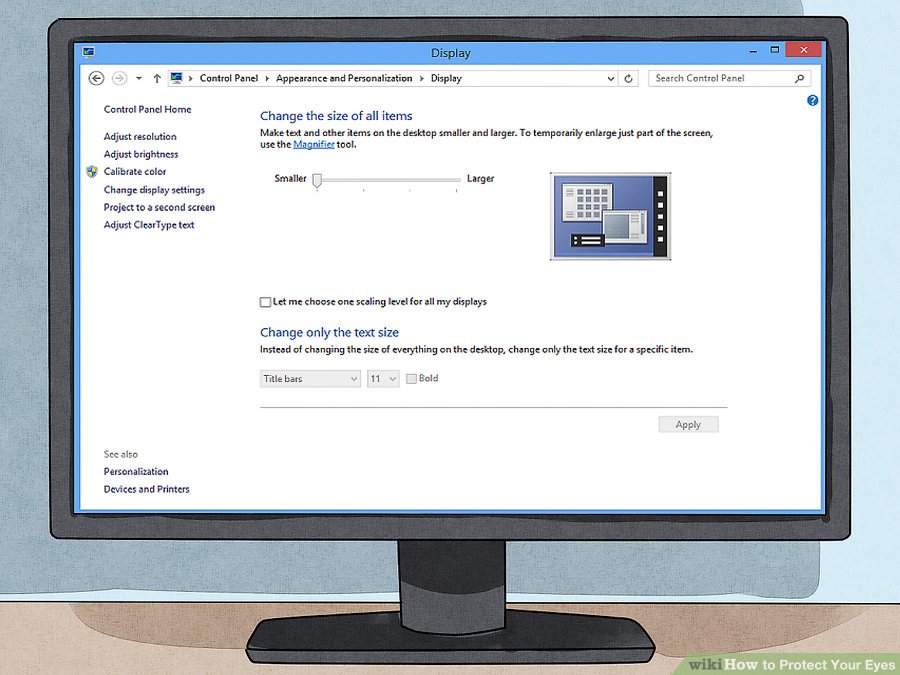 Display
Control Panel Appearance and Personalization Display
Search Control Panel
Control Panel Home
Adjust resolution
Adjust brightness
Calibrate color
Change display settings
Project to a second screen
Adjust ClearType text
Change the size of all items
Make text and other items on the desktop smaller and larger. To temporarily enlarge just part of the screen,
use the Magnifier tool.
Smaller Larger
Let me choose one scaling level for all my displays
Change only the text size
Instead of changing the size of everything on the desktop, change only the text size for a specific item.
Title bars 11 Bold
Apply
See also
Personalization
Devices and Printers
wikiHow to Protect Your Eyes